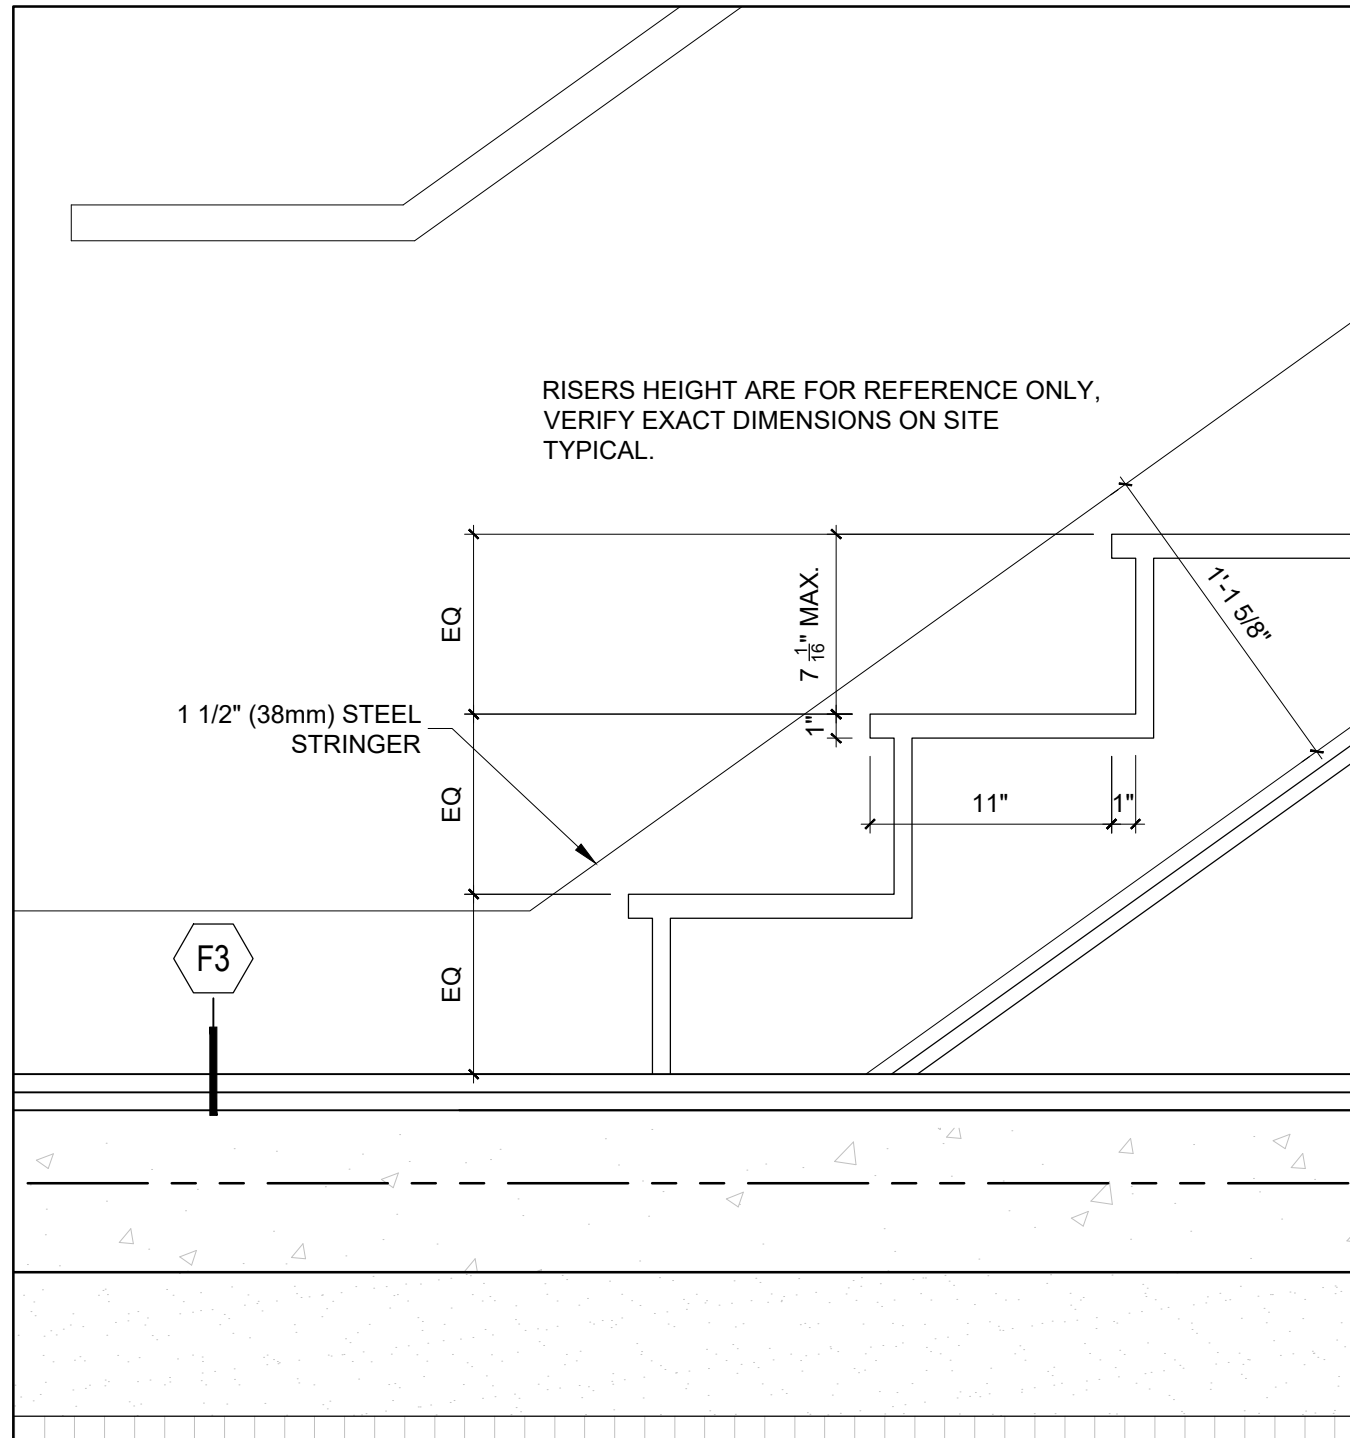 RISERS HEIGHT ARE FOR REFERENCE ONLY,
VERIFY EXACT DIMENSIONS ON SITE
TYPICAL.
1'-1 5/8"
EQ
7 1/16" MAX.
1 1/2" (38mm) STEEL
STRINGER
1"
EQ
11"
1"
F3
EQ